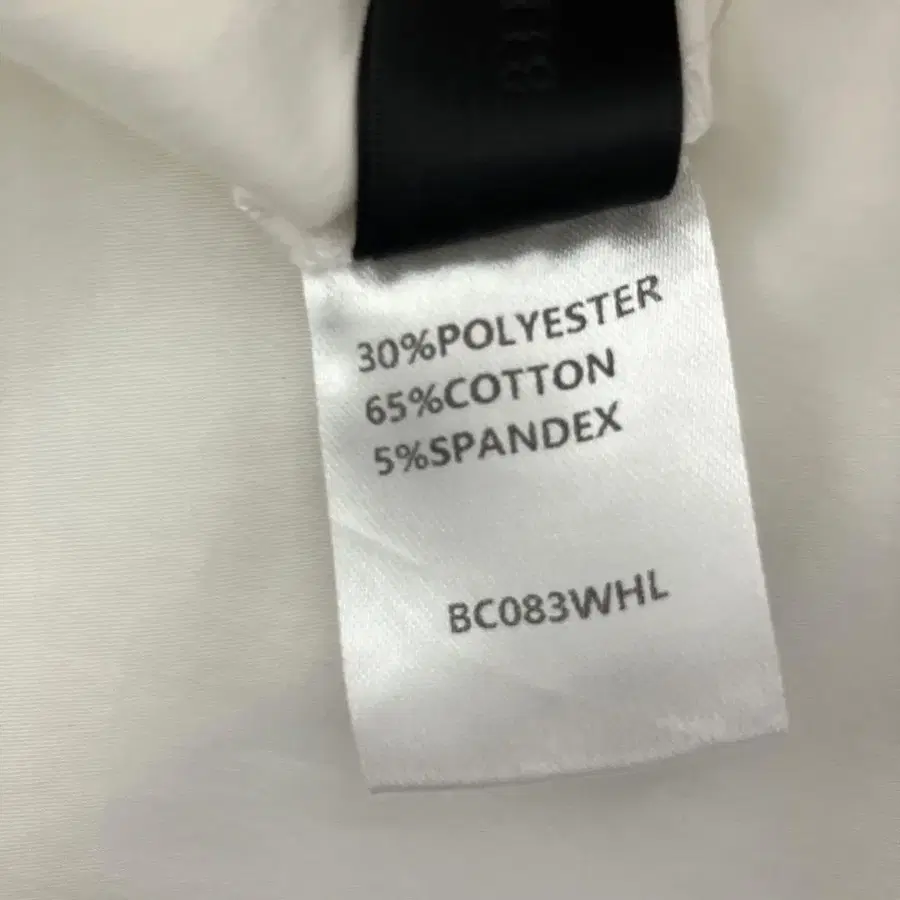 30%POLYESTER
65%COTTON
5%SPANDEX
BC083WHL